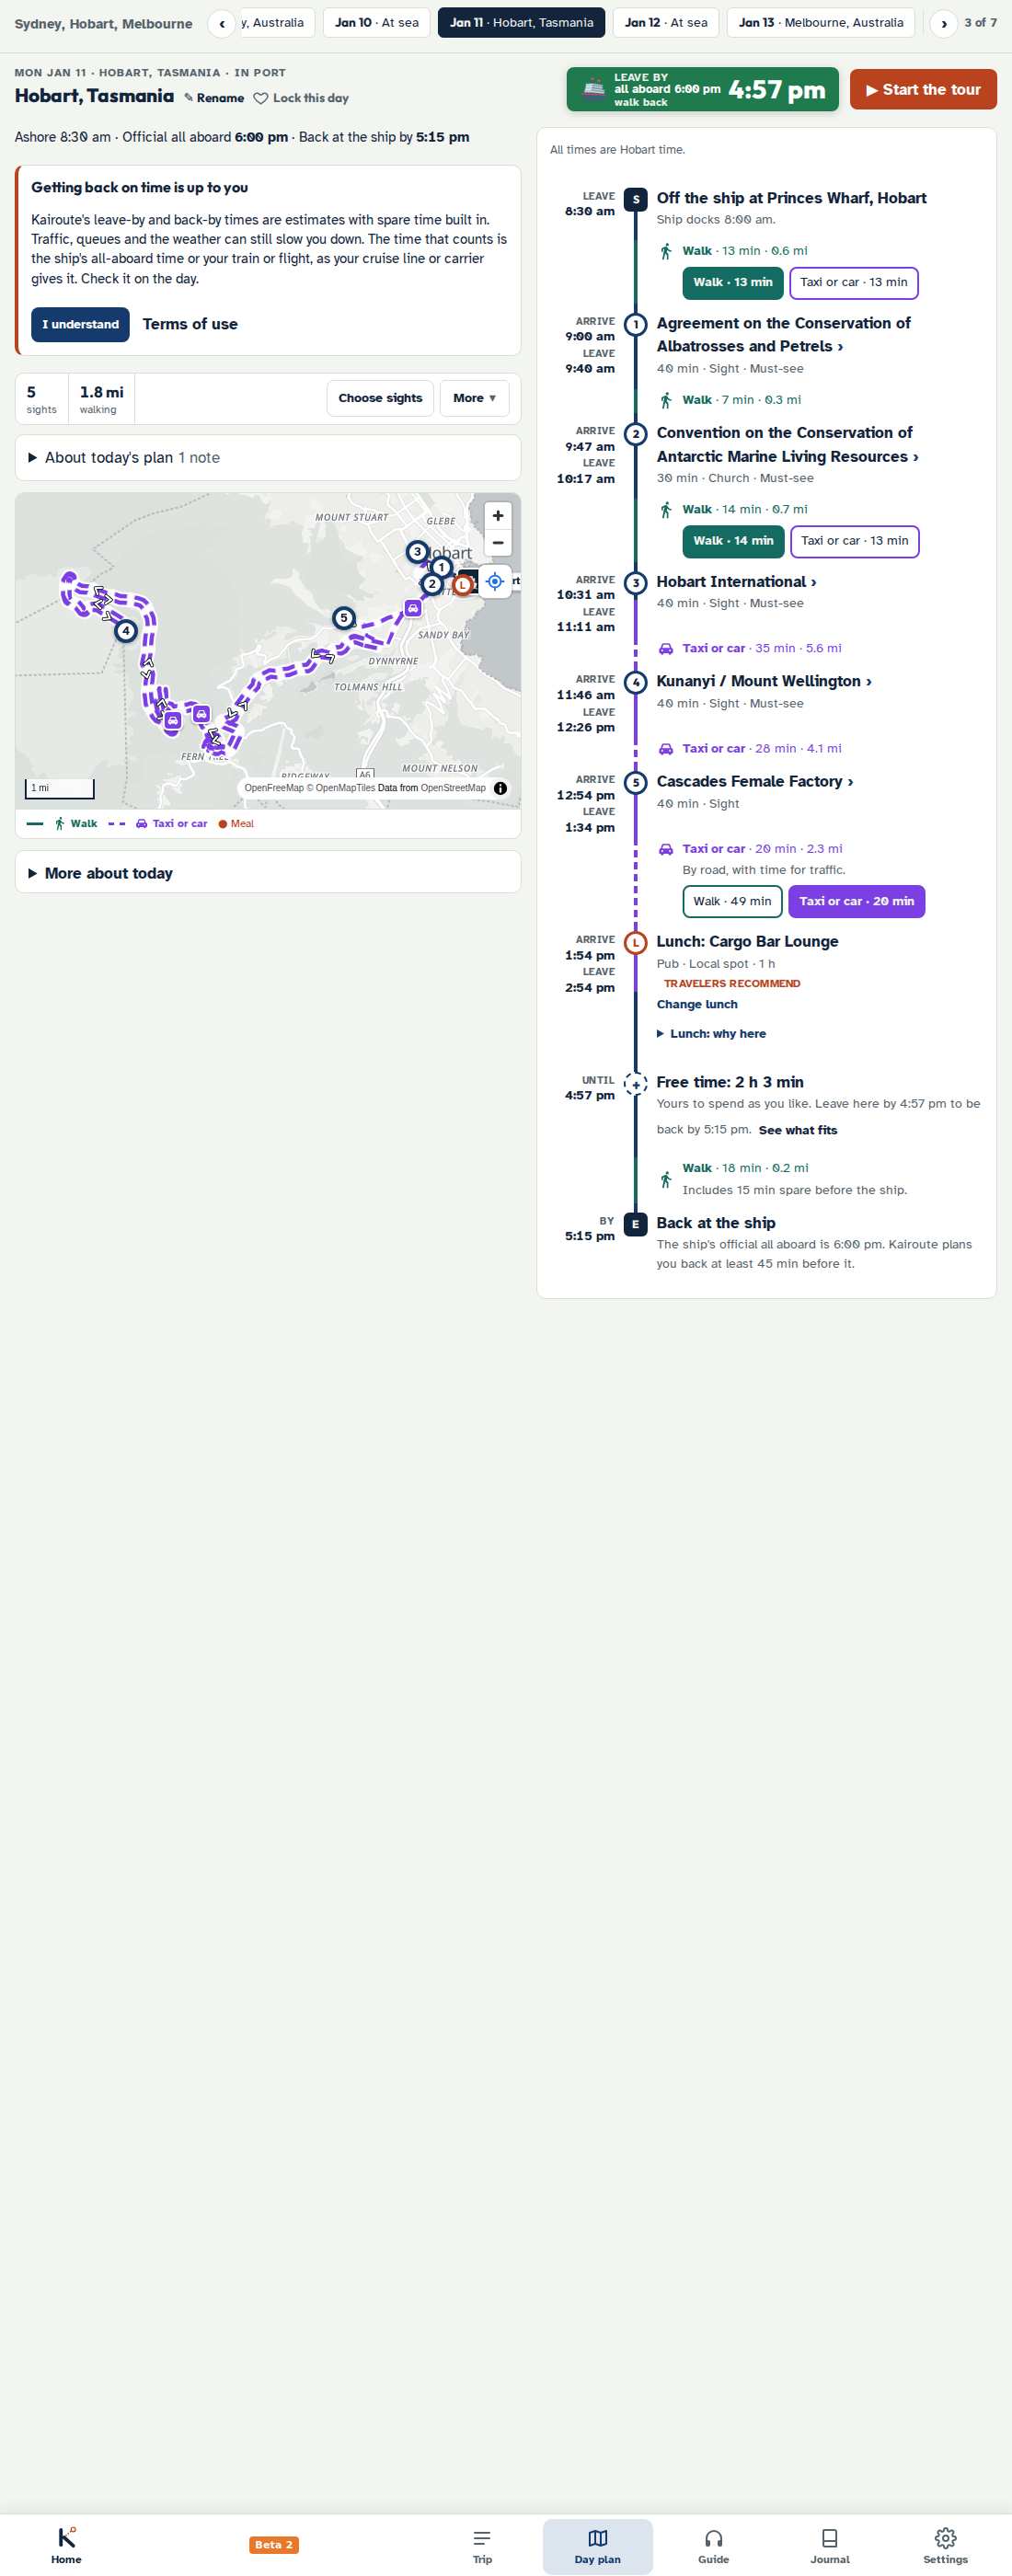 Sydney, Hobart, Melbourne
‹
y, Australia
Jan 10 · At sea
Jan 11 · Hobart, Tasmania
Jan 12 · At sea
Jan 13 · Melbourne, Australia
›
3 of 7
MON JAN 11 · HOBART, TASMANIA · IN PORT
Hobart, Tasmania
✎ Rename
Lock this day
LEAVE BY
all aboard 6:00 pm
walk back
4:57 pm
▶ Start the tour
Ashore 8:30 am · Official all aboard 6:00 pm · Back at the ship by 5:15 pm
Getting back on time is up to you
Kairoute's leave-by and back-by times are estimates with spare time built in.
Traffic, queues and the weather can still slow you down. The time that counts is
the ship's all-aboard time or your train or flight, as your cruise line or carrier
gives it. Check it on the day.
I understand
Terms of use
5
sights
1.8 mi
walking
Choose sights
More ▼
▶ About today's plan 1 note
MOUNT STUART
GLEBE
3
1
2
L
5
4
SANDY BAY
DYNNYRNE
TOLMANS HILL
MOUNT NELSON
RIDGEWAY
A6
+
−
1 mi
OpenFreeMap © OpenMapTiles Data from OpenStreetMap
Walk
Taxi or car
Meal
▶ More about today
All times are Hobart time.
LEAVE
8:30 am
S
Off the ship at Princes Wharf, Hobart
Ship docks 8:00 am.
Walk · 13 min · 0.6 mi
Walk · 13 min
Taxi or car · 13 min
ARRIVE
9:00 am
LEAVE
9:40 am
1
Agreement on the Conservation of
Albatrosses and Petrels ›
40 min · Sight · Must-see
Walk · 7 min · 0.3 mi
ARRIVE
9:47 am
LEAVE
10:17 am
2
Convention on the Conservation of
Antarctic Marine Living Resources ›
30 min · Church · Must-see
Walk · 14 min · 0.7 mi
Walk · 14 min
Taxi or car · 13 min
ARRIVE
10:31 am
LEAVE
11:11 am
3
Hobart International ›
40 min · Sight · Must-see
Taxi or car · 35 min · 5.6 mi
ARRIVE
11:46 am
LEAVE
12:26 pm
4
Kunanyi / Mount Wellington ›
40 min · Sight · Must-see
Taxi or car · 28 min · 4.1 mi
ARRIVE
12:54 pm
LEAVE
1:34 pm
5
Cascades Female Factory ›
40 min · Sight
Taxi or car · 20 min · 2.3 mi
By road, with time for traffic.
Walk · 49 min
Taxi or car · 20 min
ARRIVE
1:54 pm
LEAVE
2:54 pm
L
Lunch: Cargo Bar Lounge
Pub · Local spot · 1 h
TRAVELERS RECOMMEND
Change lunch
▶ Lunch: why here
UNTIL
4:57 pm
+
Free time: 2 h 3 min
Yours to spend as you like. Leave here by 4:57 pm to be
back by 5:15 pm. See what fits
Walk · 18 min · 0.2 mi
Includes 15 min spare before the ship.
BY
5:15 pm
E
Back at the ship
The ship's official all aboard is 6:00 pm. Kairoute plans
you back at least 45 min before it.
Home
Beta 2
Trip
Day plan
Guide
Journal
Settings